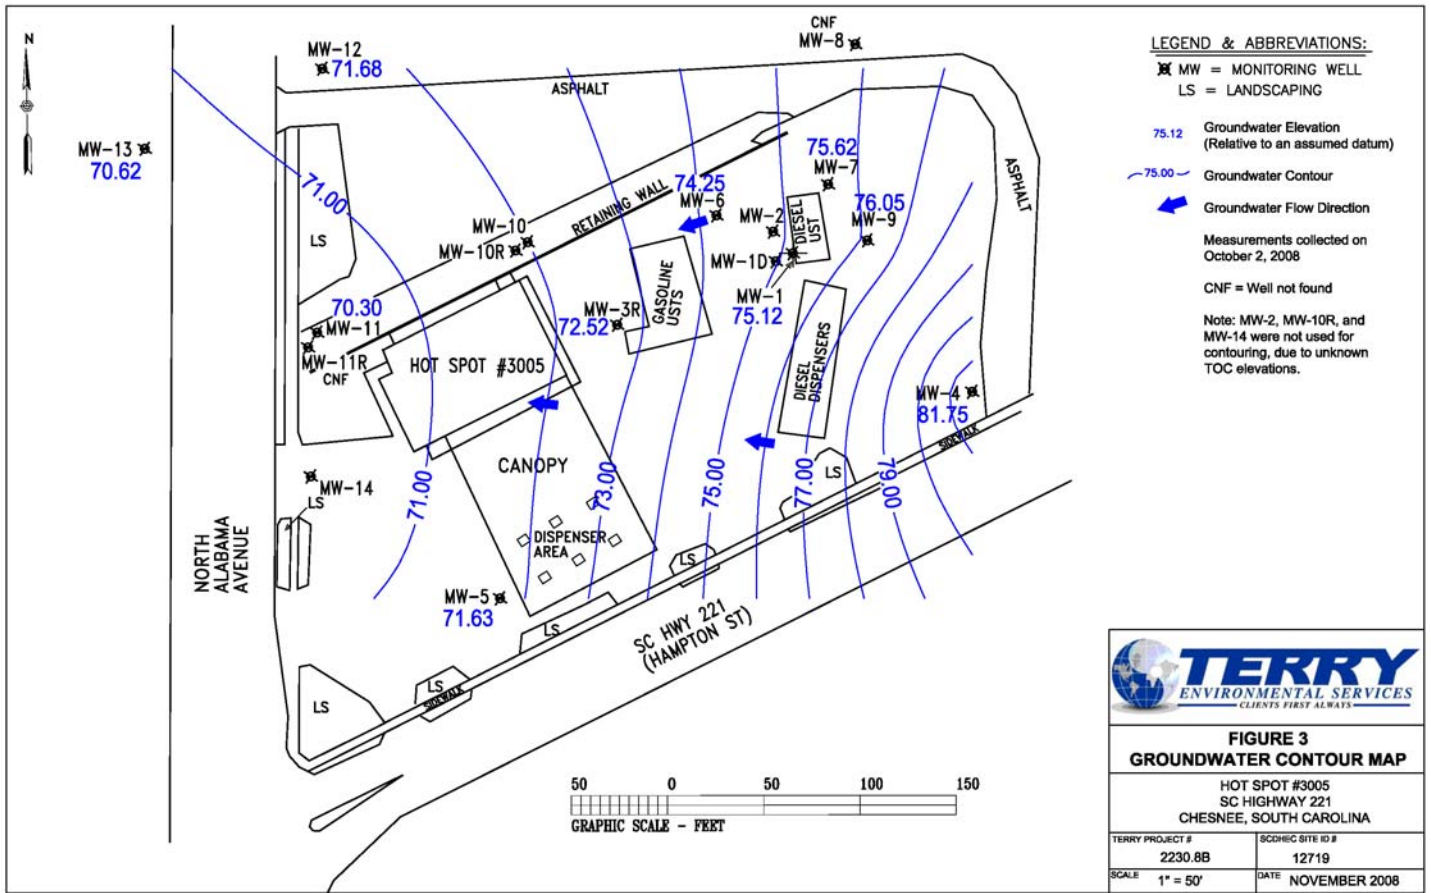 N
MW-12
71.68
CNF
MW-8
ASPHALT
MW-13
70.62
71.00
LS
MW-10
MW-10R
RETAINING WALL
74.25
MW-6
75.62
MW-7
MW-2
DIESEL
UST
76.05
MW-9
ASPHALT
MW-1D
MW-1
75.12
GASOLINE
USTS
MW-3R
72.52
70.30
MW-11
MW-11R
CNF
HOT SPOT #3005
DIESEL
DISPENSERS
MW-4
81.75
SIDEWALK
CANOPY
71.00
73.00
75.00
77.00
79.00
LS
MW-14
LS
NORTH
ALABAMA
AVENUE
DISPENSER
AREA
LS
MW-5
71.63
LS
SC HWY 221
(HAMPTON ST)
LS
SIDEWALK
LS
50 0 50 100 150
GRAPHIC SCALE - FEET
LEGEND & ABBREVIATIONS:
MW = MONITORING WELL
LS = LANDSCAPING
75.12 Groundwater Elevation
(Relative to an assumed datum)
75.00 Groundwater Contour
Groundwater Flow Direction
Measurements collected on
October 2, 2008
CNF = Well not found
Note: MW-2, MW-10R, and
MW-14 were not used for
contouring, due to unknown
TOC elevations.
TERRY
ENVIRONMENTAL SERVICES
CLIENTS FIRST ALWAYS
FIGURE 3
GROUNDWATER CONTOUR MAP
HOT SPOT #3005
SC HIGHWAY 221
CHESNEE, SOUTH CAROLINA
TERRY PROJECT #
2230.8B
SCDHEC SITE ID #
12719
SCALE 1" = 50'
DATE NOVEMBER 2008